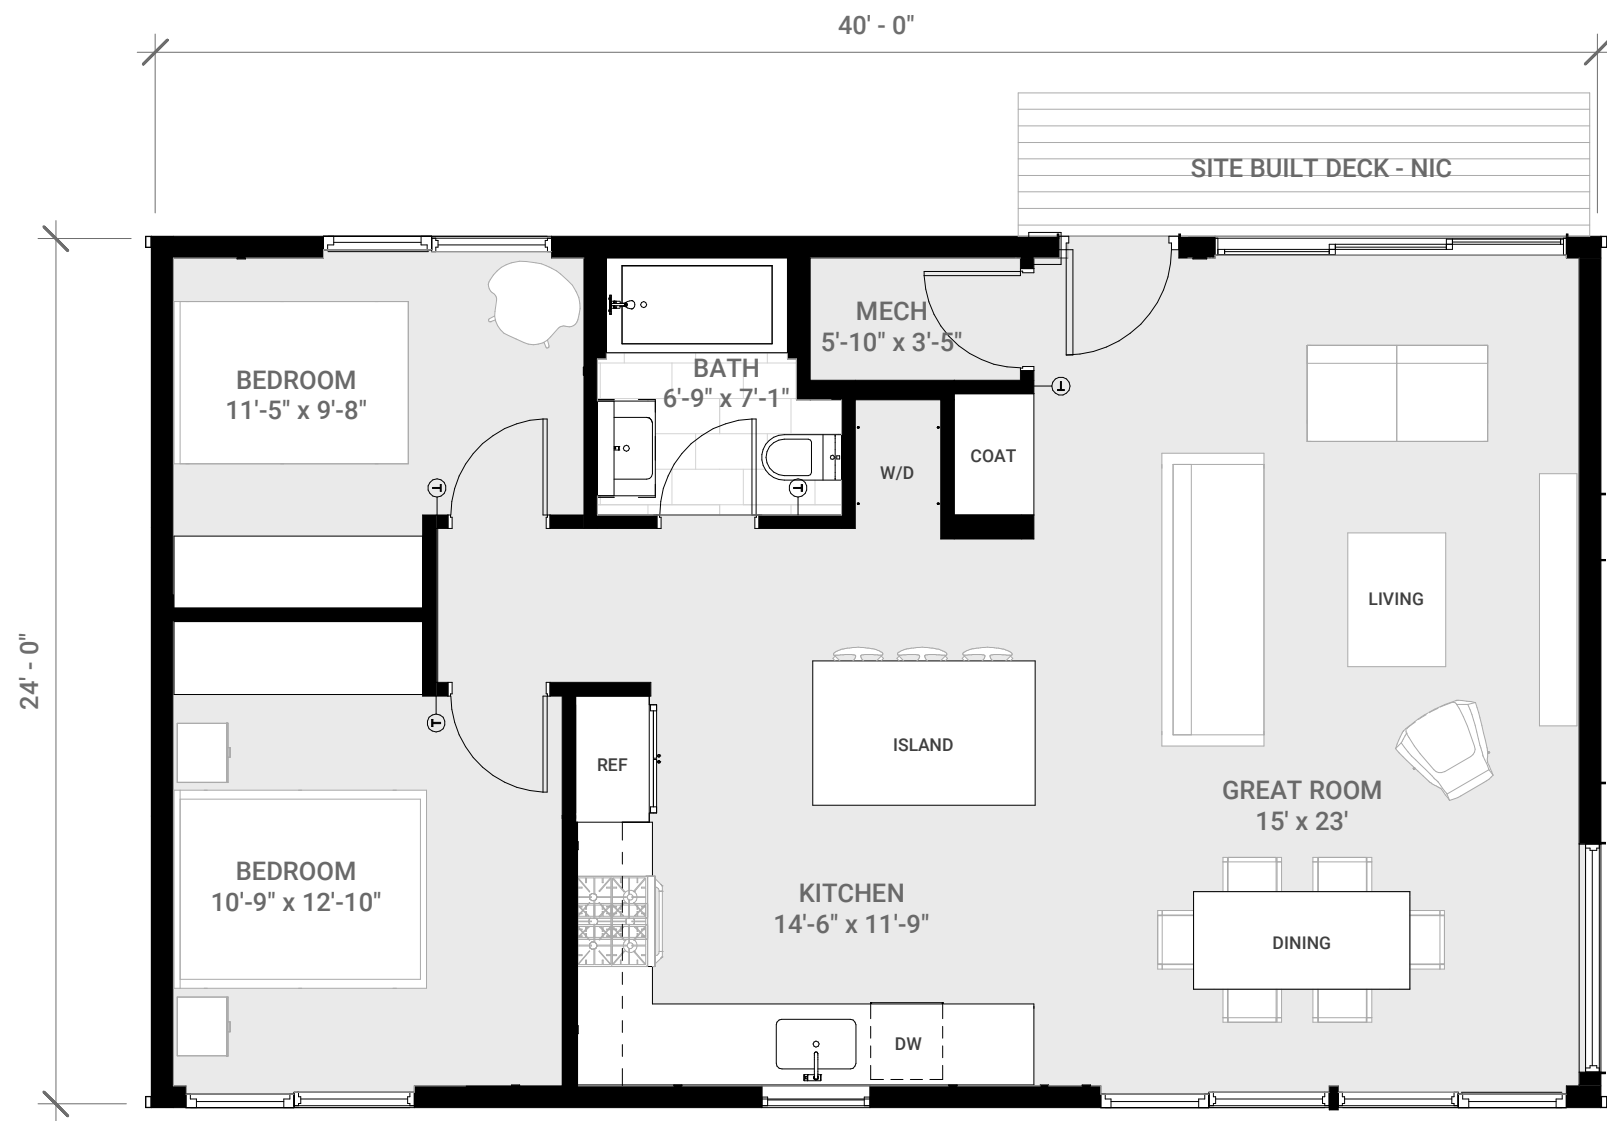 40' - 0"
SITE BUILT DECK - NIC
MECH
5'-10" x 3'-5"
BATH
6'-9" x 7'-1"
BEDROOM
11'-5" x 9'-8"
T
COAT
W/D
T
T
LIVING
24' - 0"
T
ISLAND
REF
GREAT ROOM
15' x 23'
BEDROOM
10'-9" x 12'-10"
KITCHEN
14'-6" x 11'-9"
DINING
DW